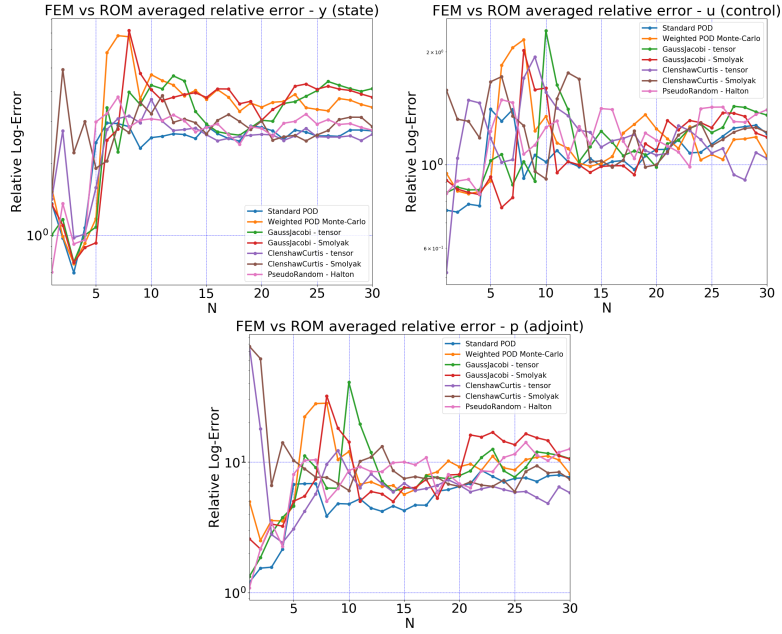 FEM vs ROM averaged relative error - y (state)
Relative Log-Error
10⁰
Standard POD
Weighted POD Monte-Carlo
GaussJacobi - tensor
GaussJacobi - Smolyak
ClenshawCurtis - tensor
ClenshawCurtis - Smolyak
PseudoRandom - Halton
5 10 15 20 25 30
N
FEM vs ROM averaged relative error - u (control)
Relative Log-Error
2 × 10⁰
10⁰
6 × 10⁻¹
Standard POD
Weighted POD Monte-Carlo
GaussJacobi - tensor
GaussJacobi - Smolyak
ClenshawCurtis - tensor
ClenshawCurtis - Smolyak
PseudoRandom - Halton
5 10 15 20 25 30
N
FEM vs ROM averaged relative error - p (adjoint)
Relative Log-Error
10¹
10⁰
Standard POD
Weighted POD Monte-Carlo
GaussJacobi - tensor
GaussJacobi - Smolyak
ClenshawCurtis - tensor
ClenshawCurtis - Smolyak
PseudoRandom - Halton
5 10 15 20 25 30
N